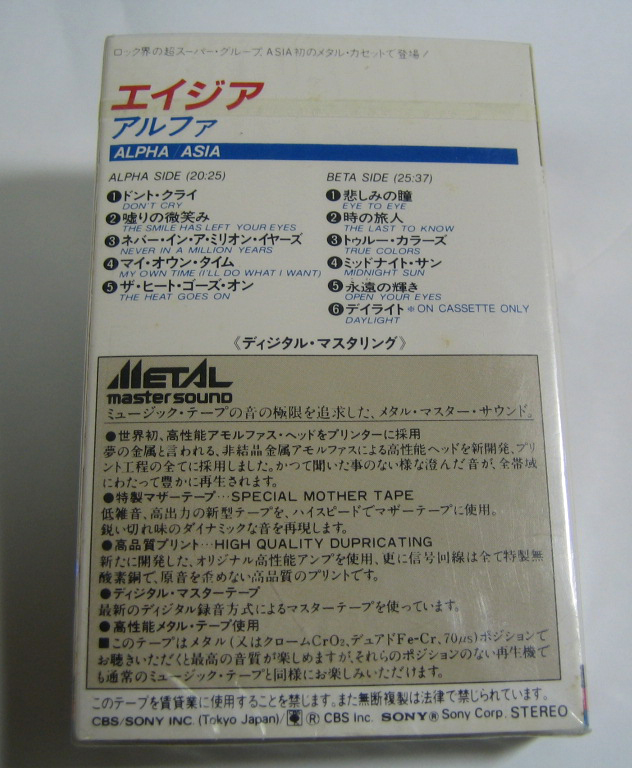 ロック界の超スーパー・グループ、ASIA初のメタル・カセットで登場!
エイジア
アルファ
ALPHA/ASIA
ALPHA SIDE (20:25)
❶ドント・クライ
DON'T CRY
❷嘘りの微笑み
THE SMILE HAS LEFT YOUR EYES
❸ネバー・イン・ア・ミリオン・イヤーズ
NEVER IN A MILLION YEARS
❹マイ・オウン・タイム
MY OWN TIME (I'LL DO WHAT I WANT)
❺ザ・ヒート・ゴーズ・オン
THE HEAT GOES ON
BETA SIDE (25:37)
❶悲しみの瞳
EYE TO EYE
❷時の旅人
THE LAST TO KNOW
❸トゥルー・カラーズ
TRUE COLORS
❹ミッドナイト・サン
MIDNIGHT SUN
❺永遠の輝き
OPEN YOUR EYES
❻デイライト ※ON CASSETTE ONLY
DAYLIGHT
《ディジタル・マスタリング》
METAL
master sound
ミュージック・テープの音の極限を追求した、メタル・マスター・サウンド。
●世界初、高性能アモルファス・ヘッドをプリンターに採用
夢の金属と言われる、非結晶金属アモルファスによる高性能ヘッドを新開発、プリ
ント工程の全てに採用しました。かつて聞いた事のない様な澄んだ音が、全帯域
にわたって豊かに再生されます。
●特製マザーテープ…SPECIAL MOTHER TAPE
低雑音、高出力の新型テープを、ハイスピードでマザーテープに使用。
鋭い切れ味のダイナミックな音を再現します。
●高品質プリント…HIGH QUALITY DUPRICATING
新たに開発した、オリジナル高性能アンプを使用、更に信号回線は全て特製無
酸素銅で、原音を歪めない高品質のプリントです。
●ディジタル・マスターテープ
最新のディジタル録音方式によるマスターテープを使っています。
●高性能メタル・テープ使用
■このテープはメタル(又はクロームCrO₂、デュアドFe-Cr、70μs)ポジションで
お聴きいただくと最高の音質が楽しめますが、それらのポジションのない再生機で
も通常のミュージック・テープと同様にお楽しみいただけます。
このテープを賃貸業に使用することを禁じます。また無断複製は法律で禁じられています。
CBS/SONY INC. (Tokyo Japan)/ ® CBS Inc. SONY® Sony Corp. STEREO